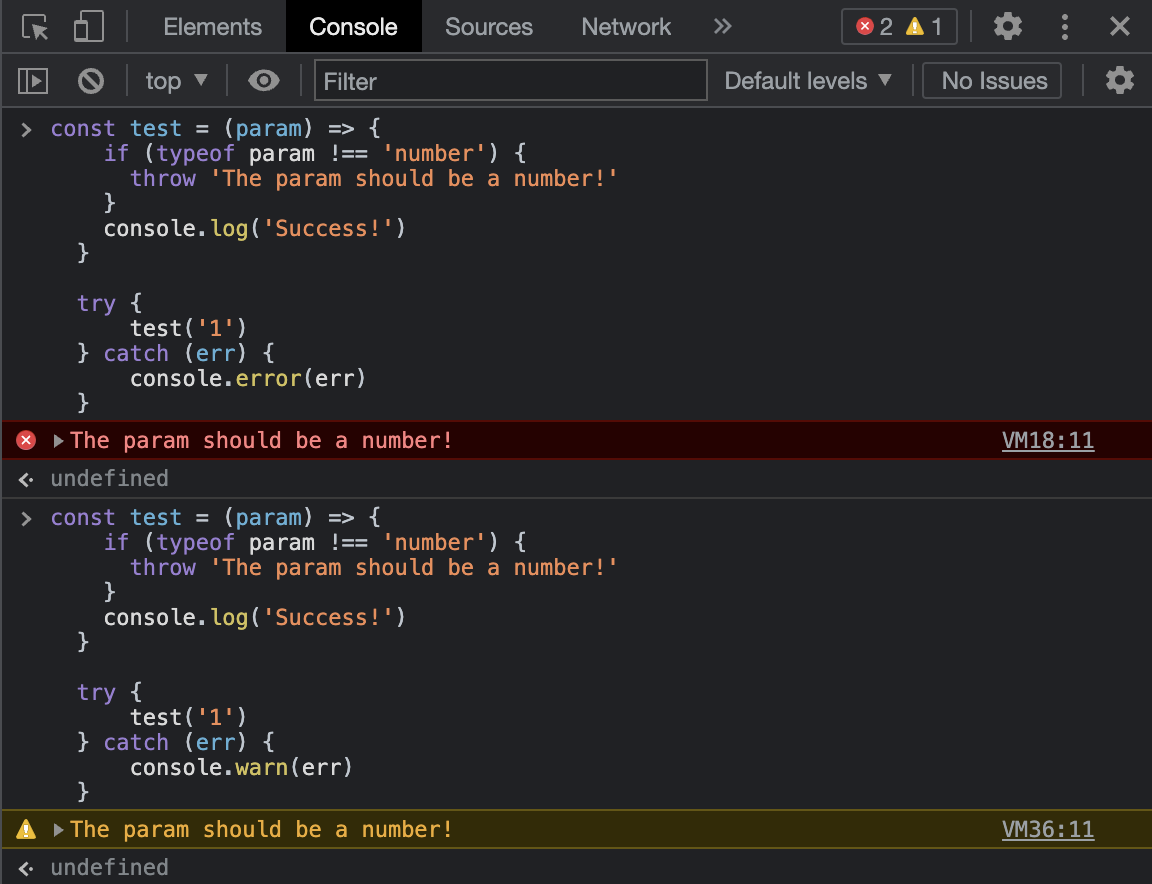 Elements Console Sources Network 2 1
top Filter Default levels No Issues
const test = (param) => {
if (typeof param !== 'number') {
throw 'The param should be a number!'
}
console.log('Success!')
}
try {
test('1')
} catch (err) {
console.error(err)
}
The param should be a number! VM18:11
undefined
const test = (param) => {
if (typeof param !== 'number') {
throw 'The param should be a number!'
}
console.log('Success!')
}
try {
test('1')
} catch (err) {
console.warn(err)
}
The param should be a number! VM36:11
undefined